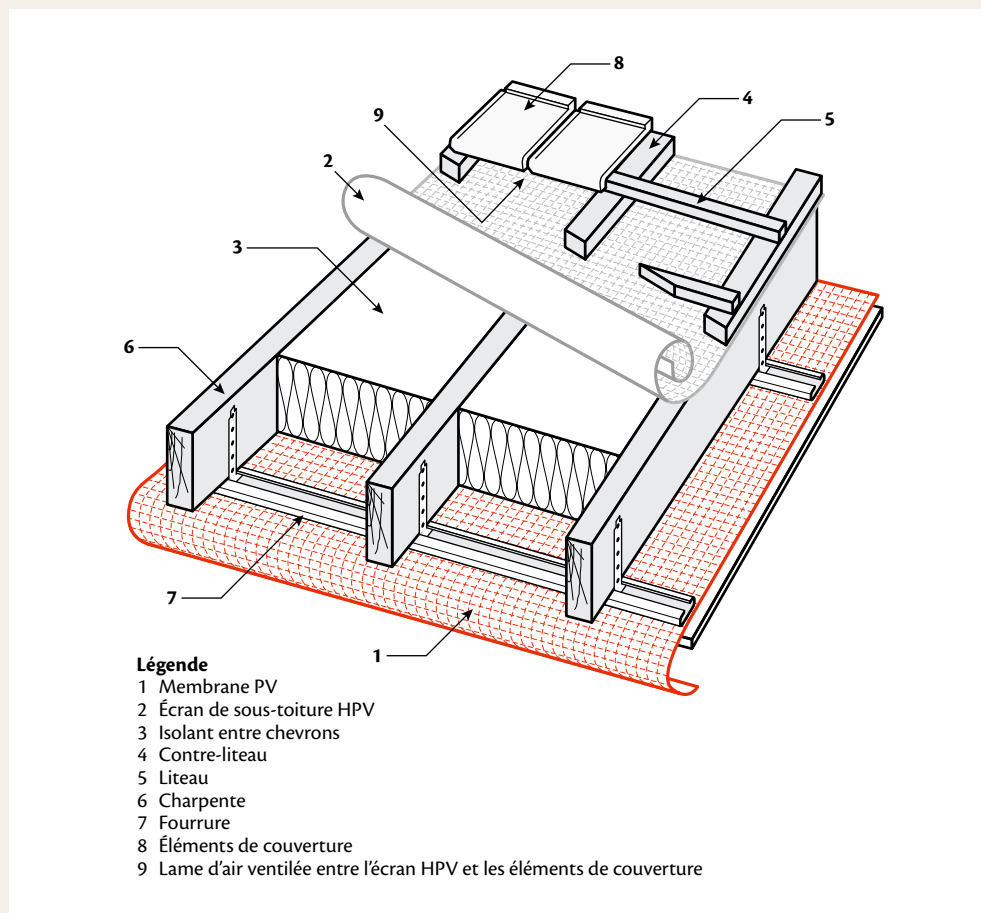 8
4
9
5
2
3
6
7
1
Légende
1 Membrane PV
2 Écran de sous-toiture HPV
3 Isolant entre chevrons
4 Contre-liteau
5 Liteau
6 Charpente
7 Fourrure
8 Éléments de couverture
9 Lame d’air ventilée entre l’écran HPV et les éléments de couverture